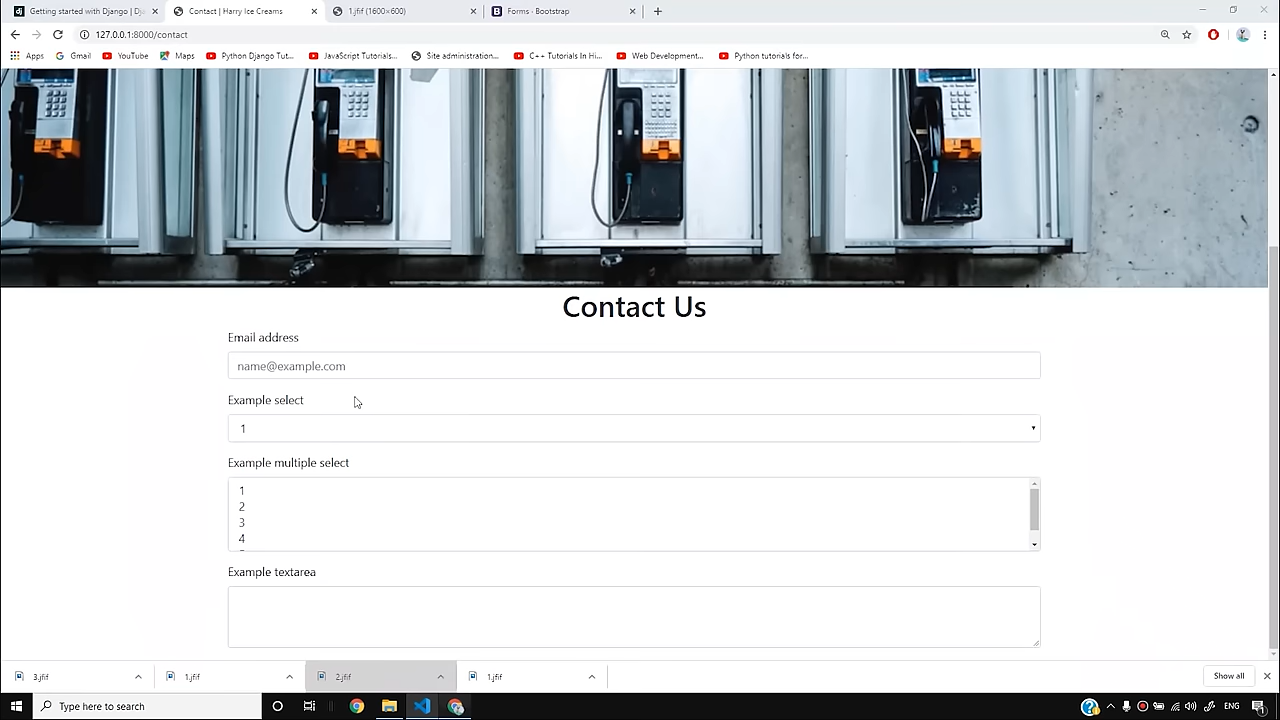 Getting started with Django | Dj
Contact | Harry Ice Creams
1.jfif (1600×600)
Forms · Bootstrap
127.0.0.1:8000/contact
Apps
Gmail
YouTube
Maps
Python Django Tut...
JavaScript Tutorials...
Site administration...
C++ Tutorials In Hi...
Web Development...
Python tutorials for...
Contact Us
Email address
name@example.com
Example select
1
Example multiple select
1
2
3
4
Example textarea
3.jfif
1.jfif
2.jfif
1.jfif
Show all
Type here to search
ENG